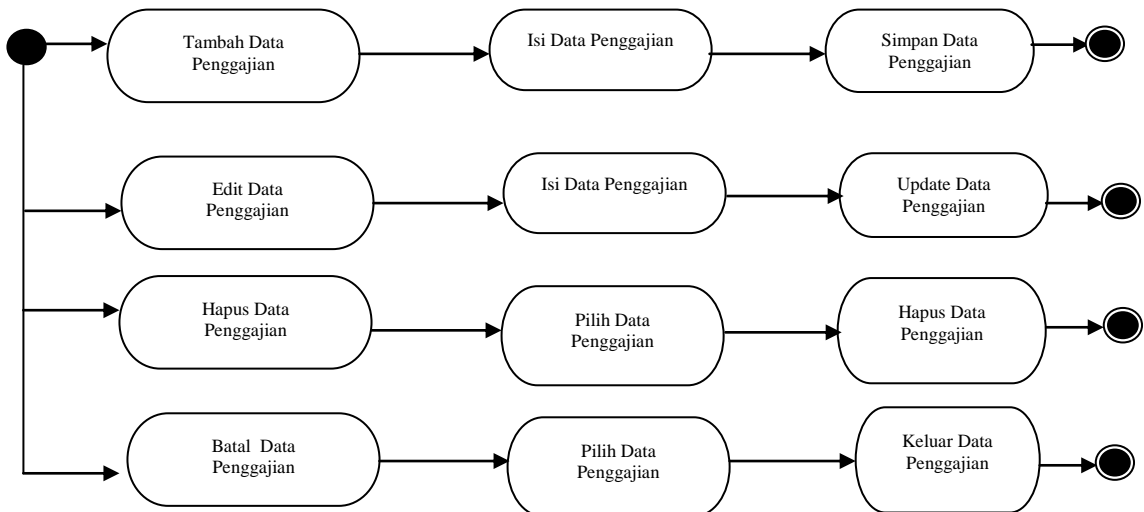 Tambah Data
Penggajian
Isi Data Penggajian
Simpan Data
Penggajian
Edit Data
Penggajian
Isi Data Penggajian
Update Data
Penggajian
Hapus Data
Penggajian
Pilih Data
Penggajian
Hapus Data
Penggajian
Batal Data
Penggajian
Pilih Data
Penggajian
Keluar Data
Penggajian